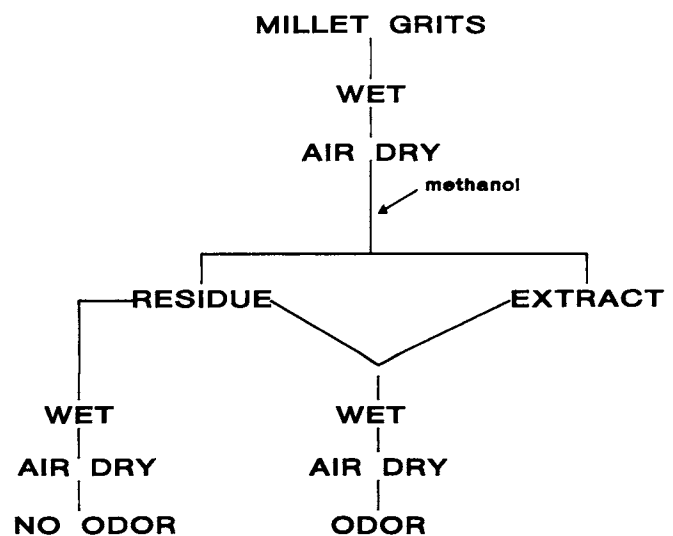 MILLET GRITS
WET
AIR DRY
methanol
RESIDUE
EXTRACT
WET
WET
AIR DRY
AIR DRY
NO ODOR
ODOR